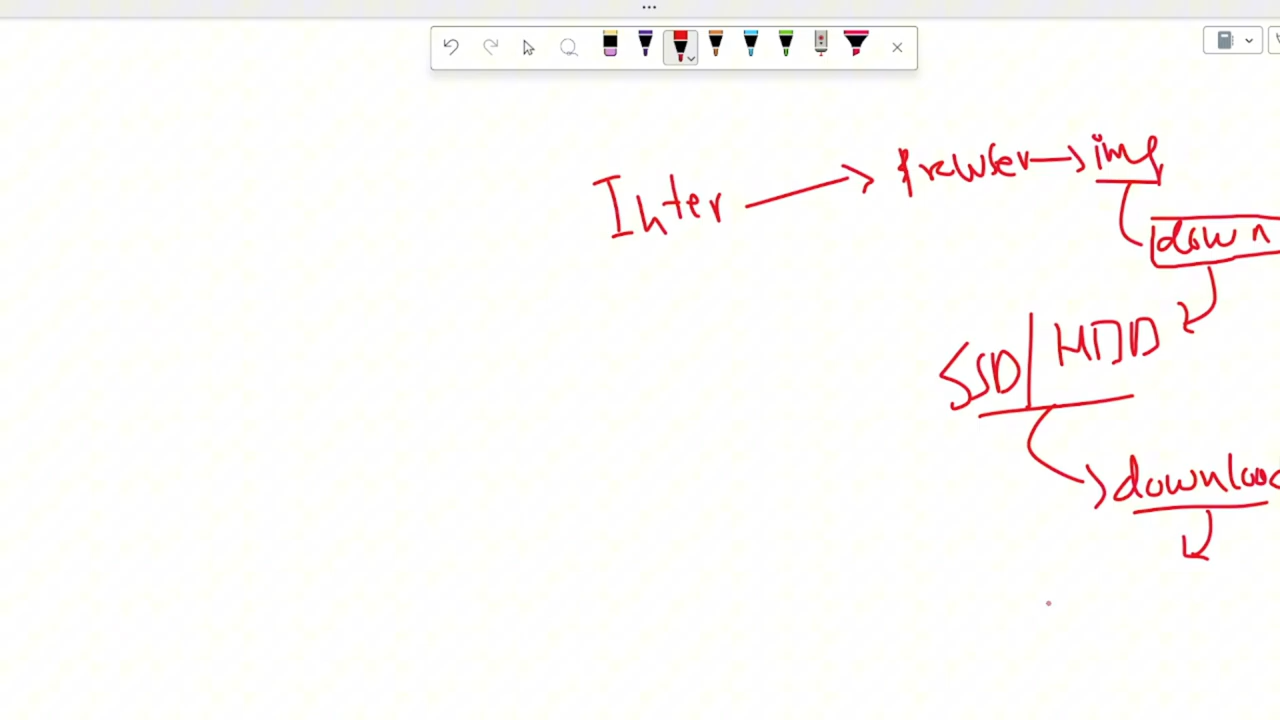 Inter → Browser → img
down
SSD | HDD
download